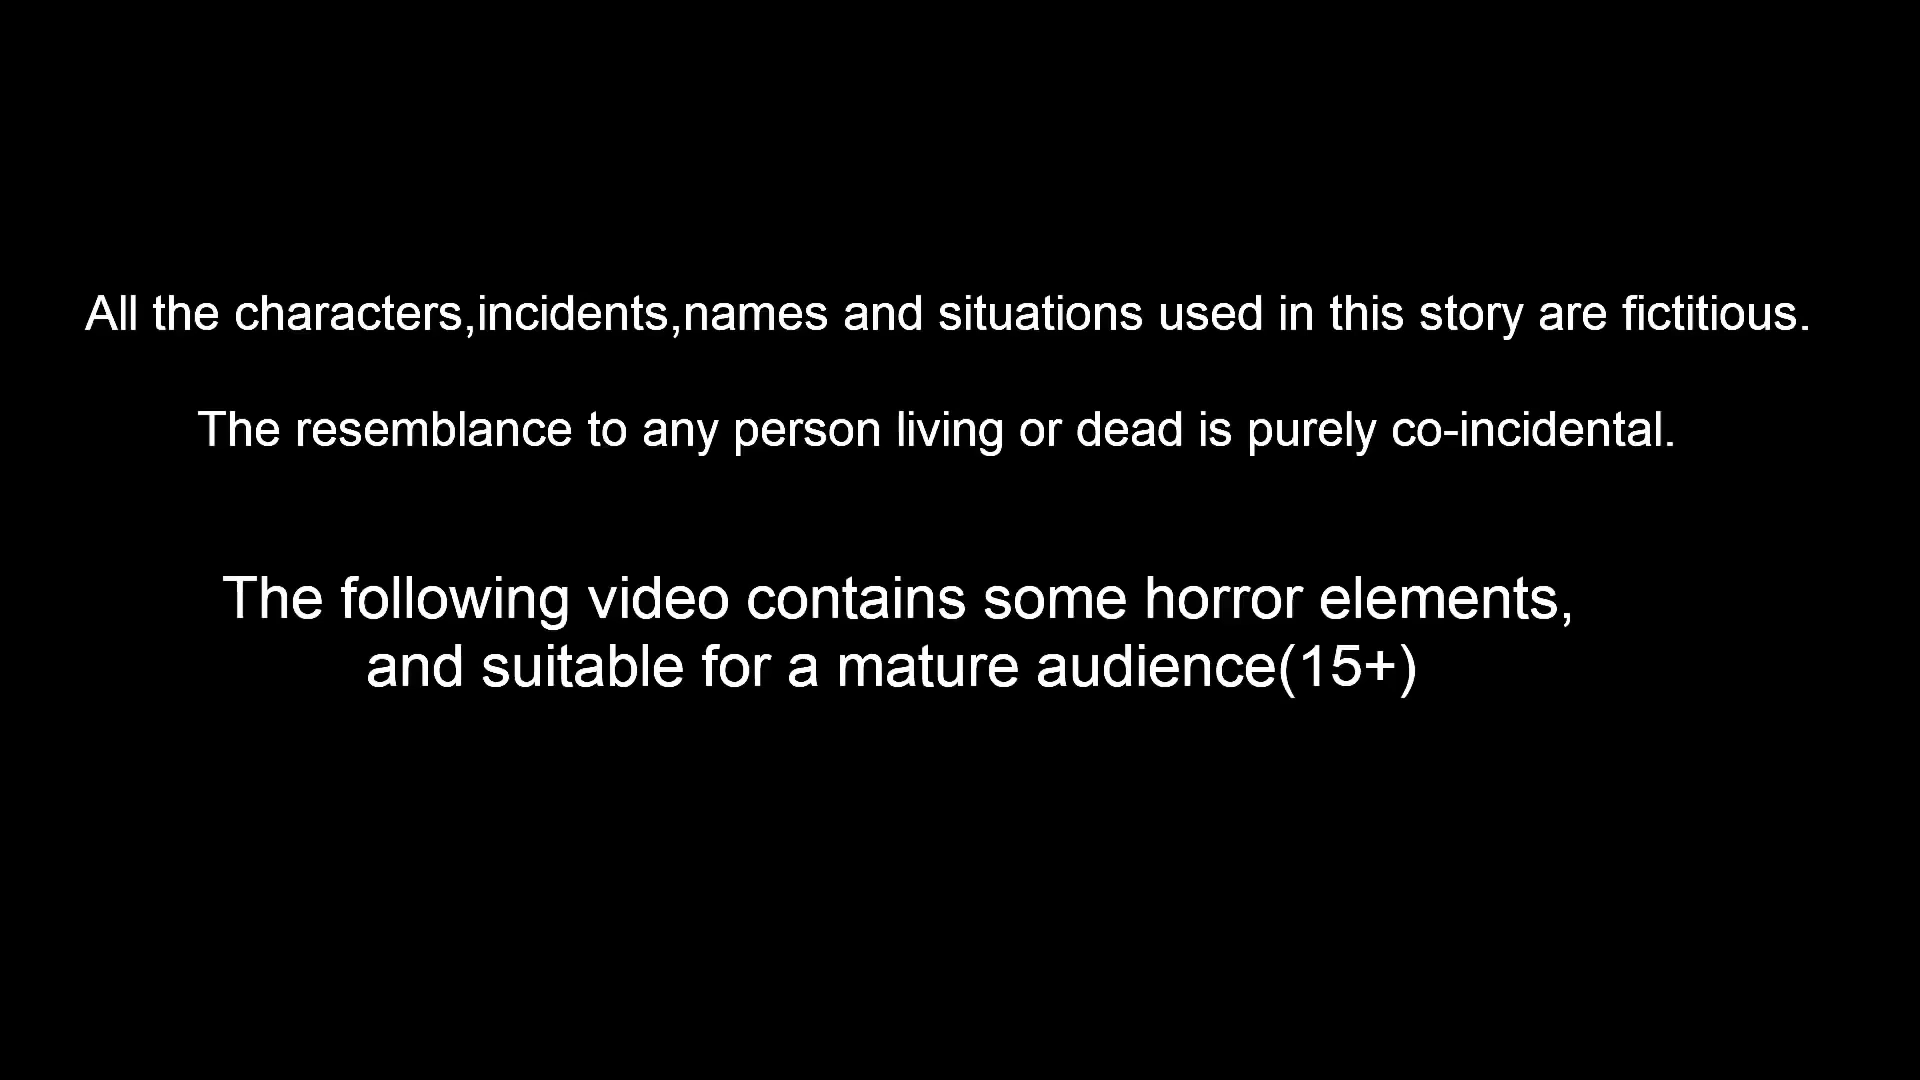 All the characters,incidents,names and situations used in this story are fictitious.
The resemblance to any person living or dead is purely co-incidental.
The following video contains some horror elements,
and suitable for a mature audience(15+)